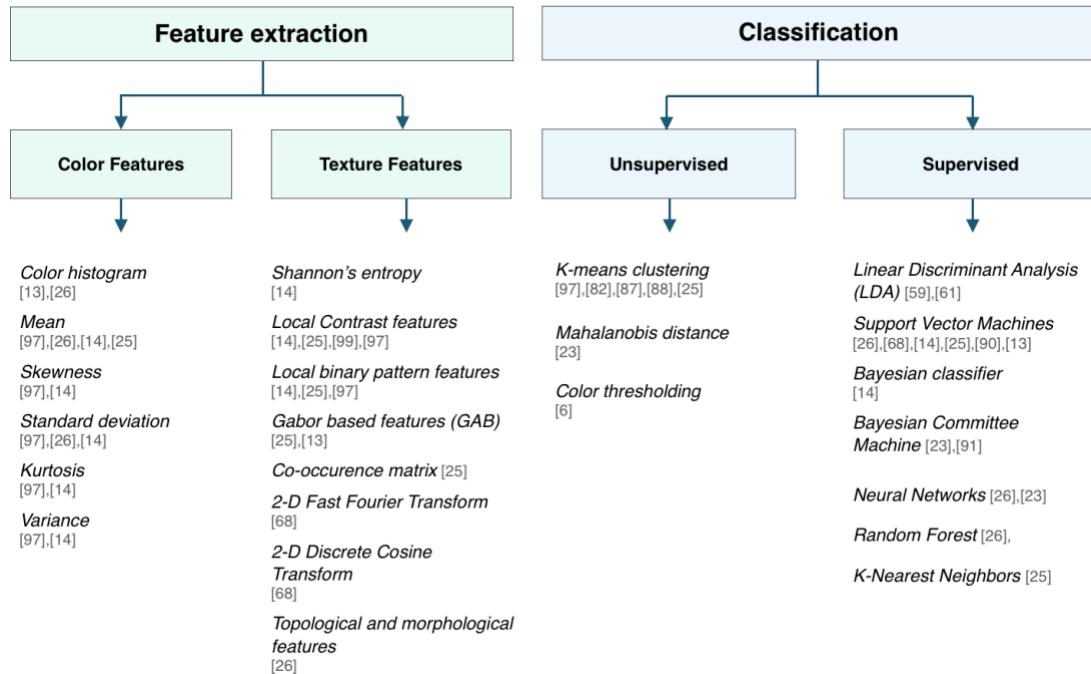 Feature extraction
Classification
Color Features
Texture Features
Unsupervised
Supervised
Color histogram
[13],[26]
Mean
[97],[26],[14],[25]
Skewness
[97],[14]
Standard deviation
[97],[26],[14]
Kurtosis
[97],[14]
Variance
[97],[14]
Shannon's entropy
[14]
Local Contrast features
[14],[25],[99],[97]
Local binary pattern features
[14],[25],[97]
Gabor based features (GAB)
[25],[13]
Co-occurence matrix [25]
2-D Fast Fourier Transform
[68]
2-D Discrete Cosine
Transform
[68]
Topological and morphological
features
[26]
K-means clustering
[97],[82],[87],[88],[25]
Mahalanobis distance
[23]
Color thresholding
[6]
Linear Discriminant Analysis
(LDA) [59],[61]
Support Vector Machines
[26],[68],[14],[25],[90],[13]
Bayesian classifier
[14]
Bayesian Committee
Machine [23],[91]
Neural Networks [26],[23]
Random Forest [26],
K-Nearest Neighbors [25]